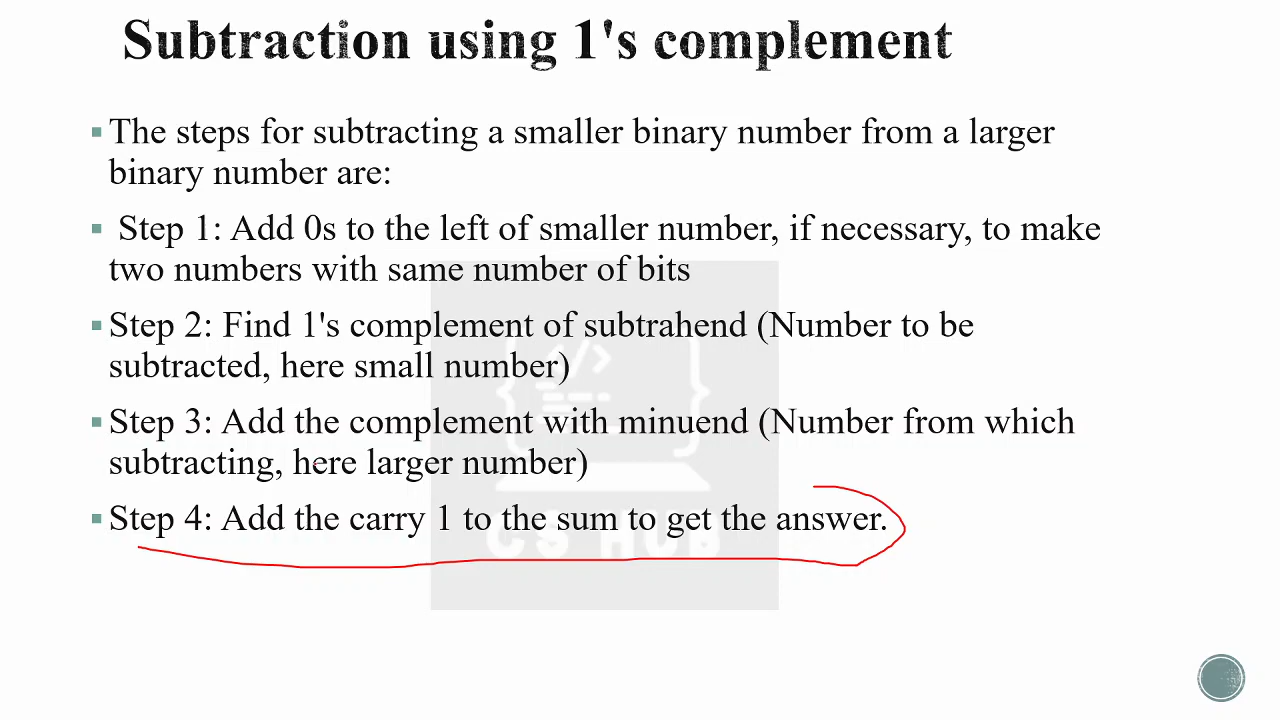 Subtraction using 1's complement
The steps for subtracting a smaller binary number from a larger
binary number are:
Step 1: Add 0s to the left of smaller number, if necessary, to make
two numbers with same number of bits
Step 2: Find 1's complement of subtrahend (Number to be
subtracted, here small number)
Step 3: Add the complement with minuend (Number from which
subtracting, here larger number)
Step 4: Add the carry 1 to the sum to get the answer.
CS HUB